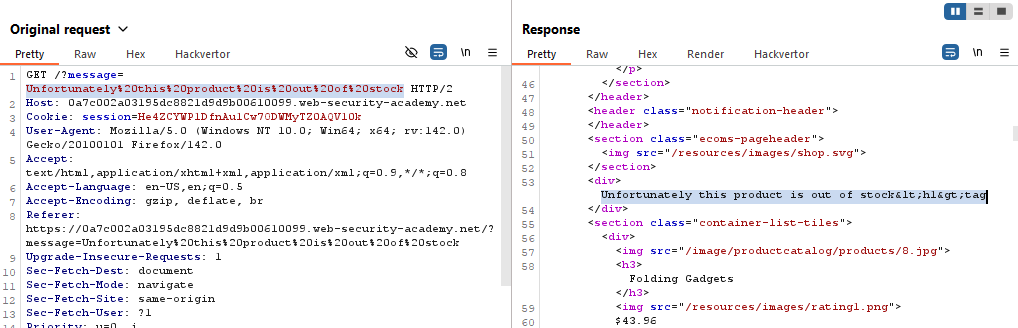 Original request
Pretty Raw Hex Hackvertor \n
1 GET /?message=
Unfortunately%20this%20product%20is%20out%20of%20stock HTTP/2
2 Host: 0a7c002a03195dc8821d9d9b00610099.web-security-academy.net
3 Cookie: session=He4ZCYWP1DfnAulCw70DWMyTZ0AQV10k
4 User-Agent: Mozilla/5.0 (Windows NT 10.0; Win64; x64; rv:142.0)
Gecko/20100101 Firefox/142.0
5 Accept:
text/html,application/xhtml+xml,application/xml;q=0.9,*/*;q=0.8
6 Accept-Language: en-US,en;q=0.5
7 Accept-Encoding: gzip, deflate, br
8 Referer:
https://0a7c002a03195dc8821d9d9b00610099.web-security-academy.net/?
message=Unfortunately%20this%20product%20is%20out%20of%20stock
9 Upgrade-Insecure-Requests: 1
10 Sec-Fetch-Dest: document
11 Sec-Fetch-Mode: navigate
12 Sec-Fetch-Site: same-origin
13 Sec-Fetch-User: ?1
14 Priority: u=0, i
Response
Pretty Raw Hex Render Hackvertor \n
</p>
46 </section>
47 </header>
48 <header class="notification-header">
49 </header>
50 <section class="ecoms-pageheader">
51 <img src="/resources/images/shop.svg">
52 </section>
53 <div>
Unfortunately this product is out of stock&lt;h1&gt;tag
54 </div>
55 <section class="container-list-tiles">
56 <div>
57 <img src="/image/productcatalog/products/8.jpg">
58 <h3>
Folding Gadgets
</h3>
59 <img src="/resources/images/rating1.png">
60 $43.96